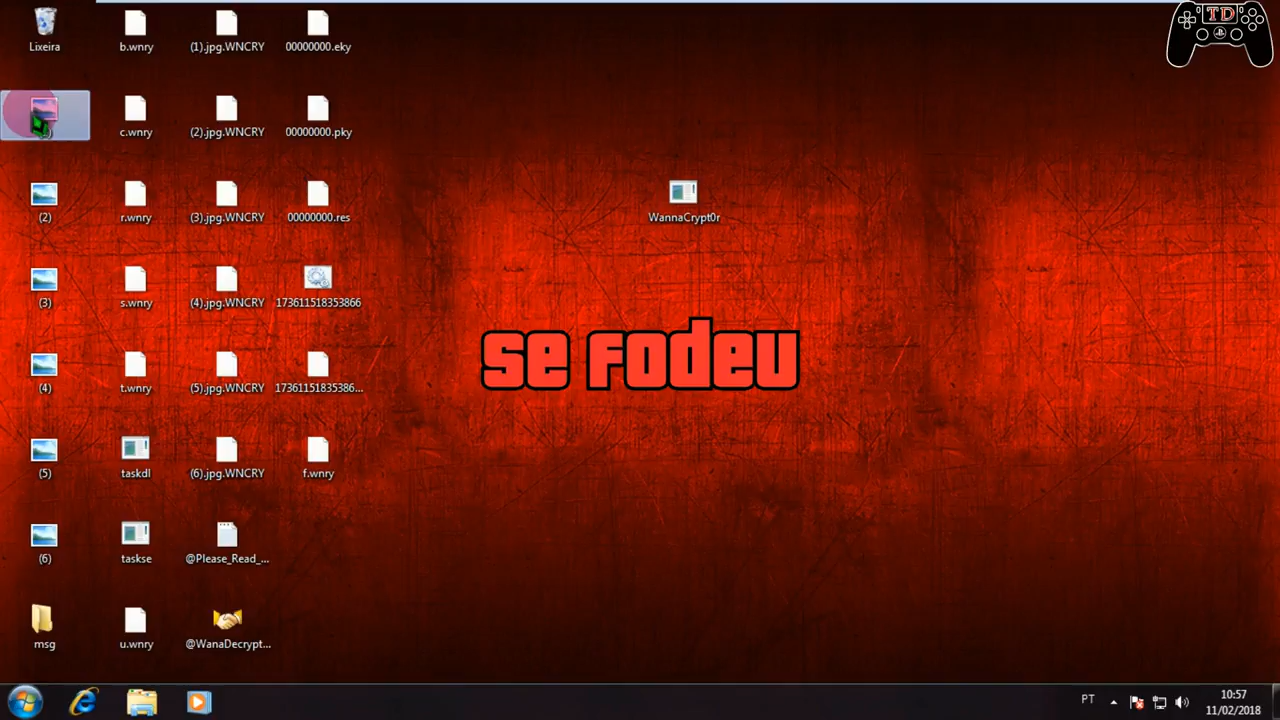 TD
Lixeira
b.wnry
(1).jpg.WNCRY
00000000.eky
c.wnry
(2).jpg.WNCRY
00000000.pky
(2)
r.wnry
(3).jpg.WNCRY
00000000.res
WannaCrypt0r
(3)
s.wnry
(4).jpg.WNCRY
173611518353866
se fodeu
(4)
t.wnry
(5).jpg.WNCRY
17361151835386...
(5)
taskdl
(6).jpg.WNCRY
f.wnry
(6)
taskse
@Please_Read_...
msg
u.wnry
@WanaDecrypt...
PT
10:57
11/02/2018